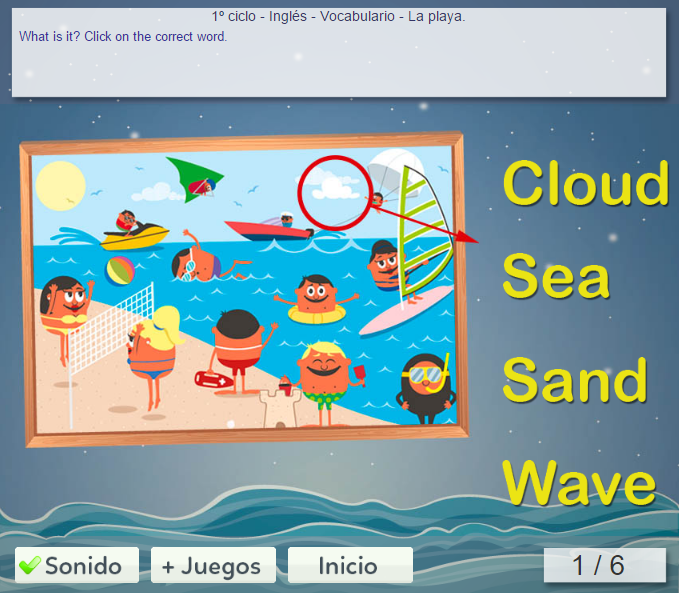 1º ciclo - Inglés - Vocabulario - La playa.
What is it? Click on the correct word.
Cloud
Sea
Sand
Wave
Sonido
+ Juegos
Inicio
1 / 6